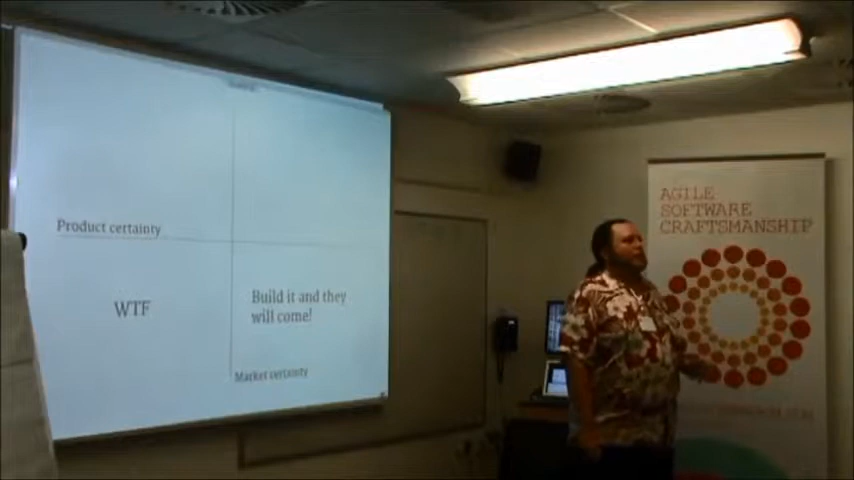 Product certainty
WTF
Build it and they
will come!
Market certainty
AGILE
SOFTWARE
CRAFTSMANSHIP